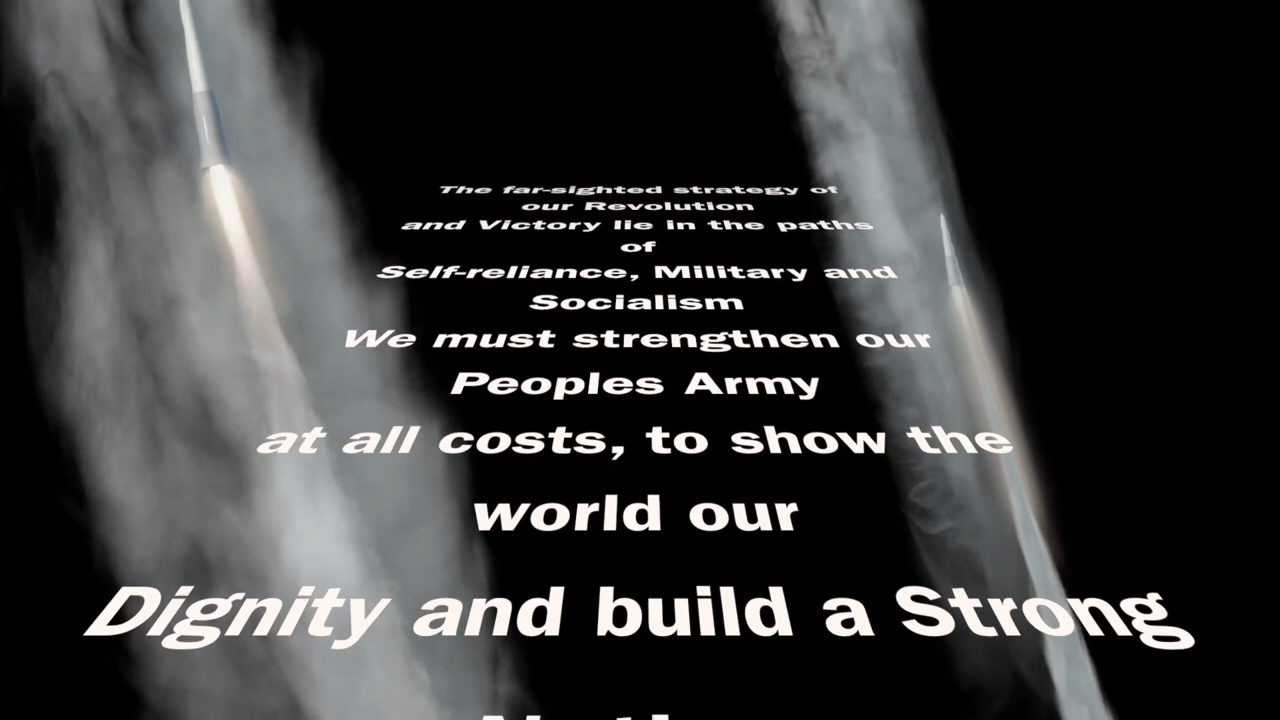 The far-sighted strategy of
our Revolution
and Victory lie in the paths
of
Self-reliance, Military and
Socialism
We must strengthen our
Peoples Army
at all costs, to show the
world our
Dignity and build a Strong